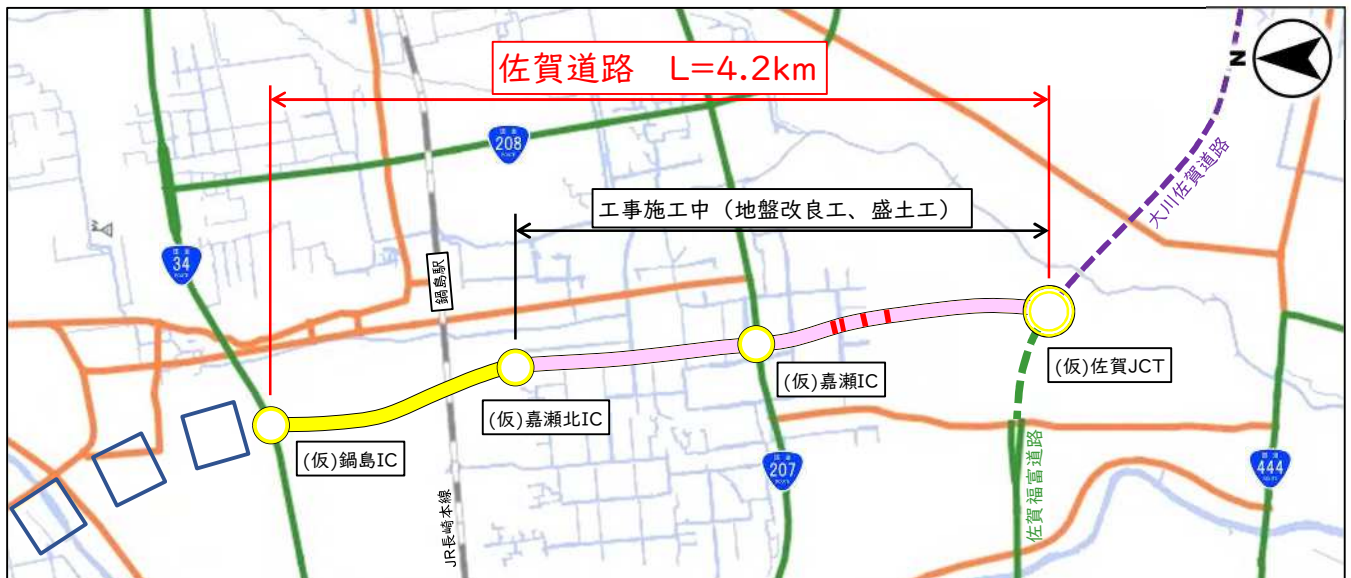 佐賀道路 L=4.2km
N
208
大川佐賀道路
工事施工中（地盤改良工、盛土工）
34
鍋島駅
(仮)佐賀JCT
(仮)嘉瀬IC
(仮)嘉瀬北IC
(仮)鍋島IC
207
444
佐賀福富道路
JR長崎本線